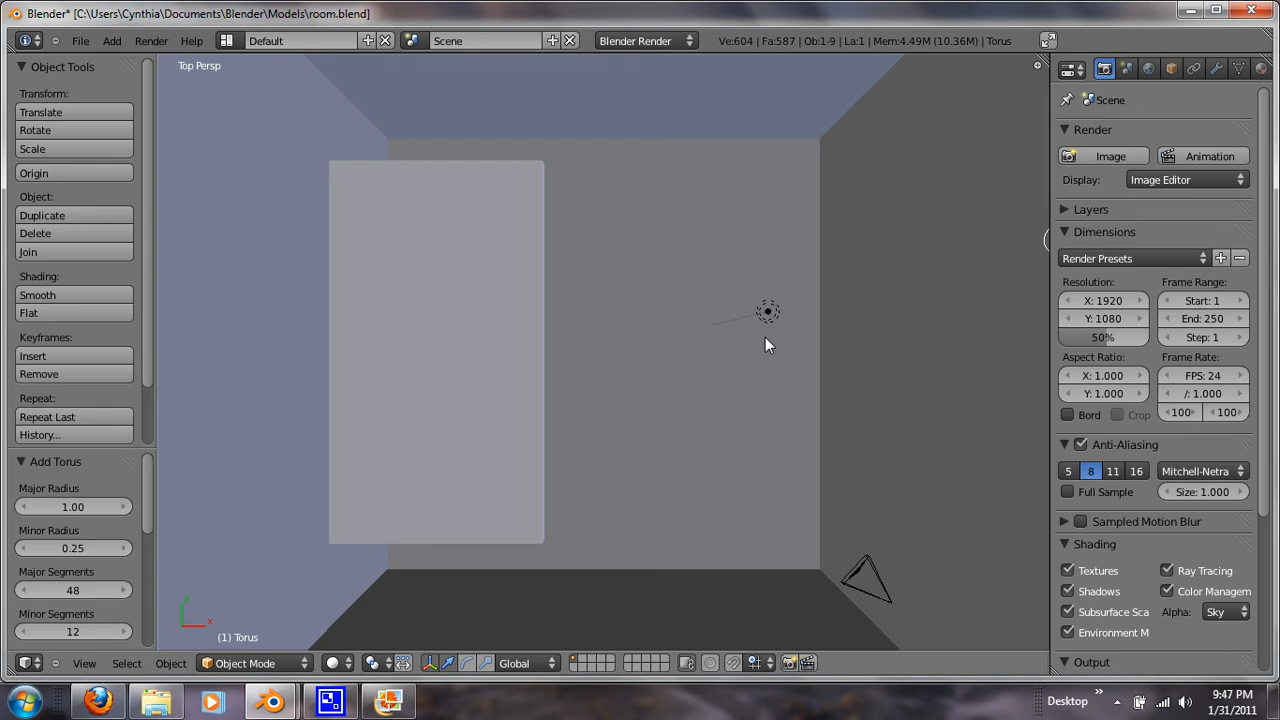 Blender* [C:\Users\Cynthia\Documents\Blender\Models\room.blend]
File Add Render Help Default Scene Blender Render Ve:604 | Fa:587 | Ob:1-9 | La:1 | Mem:4.49M (10.36M) | Torus
Object Tools
Transform:
Translate
Rotate
Scale
Origin
Object:
Duplicate
Delete
Join
Shading:
Smooth
Flat
Keyframes:
Insert
Remove
Repeat:
Repeat Last
History...
Add Torus
Major Radius
1.00
Minor Radius
0.25
Major Segments
48
Minor Segments
12
Top Persp
y
x
(1) Torus
View Select Object Object Mode Global
Scene
Render
Image Animation
Display: Image Editor
Layers
Dimensions
Render Presets
Resolution: Frame Range:
X: 1920 Start: 1
Y: 1080 End: 250
50% Step: 1
Aspect Ratio: Frame Rate:
X: 1.000 FPS: 24
Y: 1.000 /: 1.000
Bord Crop 100 100
Anti-Aliasing
5 8 11 16 Mitchell-Netra
Full Sample Size: 1.000
Sampled Motion Blur
Shading
Textures Ray Tracing
Shadows Color Managem
Subsurface Sca Alpha: Sky
Environment M
Output
Desktop 9:47 PM
1/31/2011